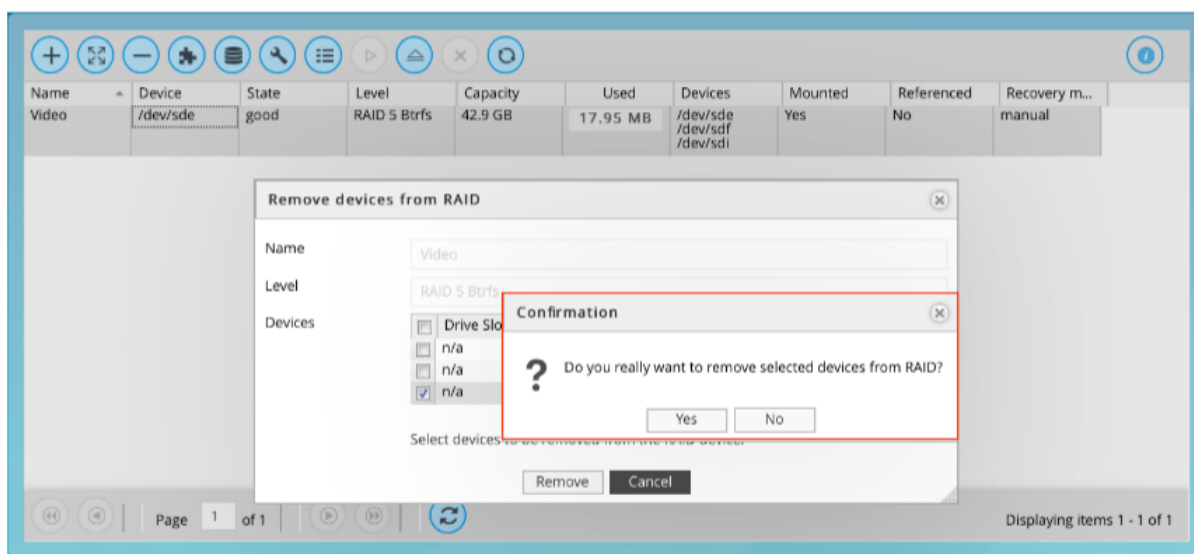 Name Device State Level Capacity Used Devices Mounted Referenced Recovery m...
Video /dev/sde good RAID 5 Btrfs 42.9 GB 17.95 MB /dev/sde Yes No manual
/dev/sdf
/dev/sdi
Remove devices from RAID
Name Video
Level RAID 5 Btrfs
Confirmation
Devices Drive Slo
n/a
n/a
n/a
Do you really want to remove selected devices from RAID?
Yes No
Select devices
Remove Cancel
Page 1 of 1 Displaying items 1 - 1 of 1